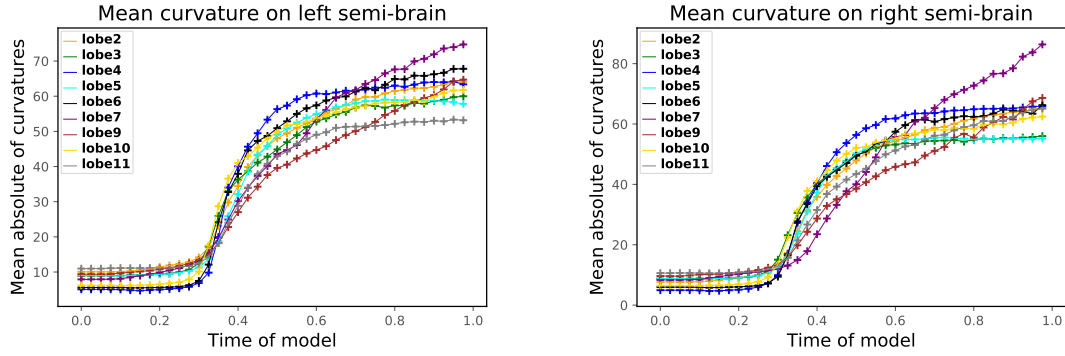 Mean curvature on left semi-brain
Mean absolute of curvatures
70
60
50
40
30
20
10
lobe2
lobe3
lobe4
lobe5
lobe6
lobe7
lobe9
lobe10
lobe11
0.0 0.2 0.4 0.6 0.8 1.0
Time of model
Mean curvature on right semi-brain
Mean absolute of curvatures
80
60
40
20
0
lobe2
lobe3
lobe4
lobe5
lobe6
lobe7
lobe9
lobe10
lobe11
0.0 0.2 0.4 0.6 0.8 1.0
Time of model